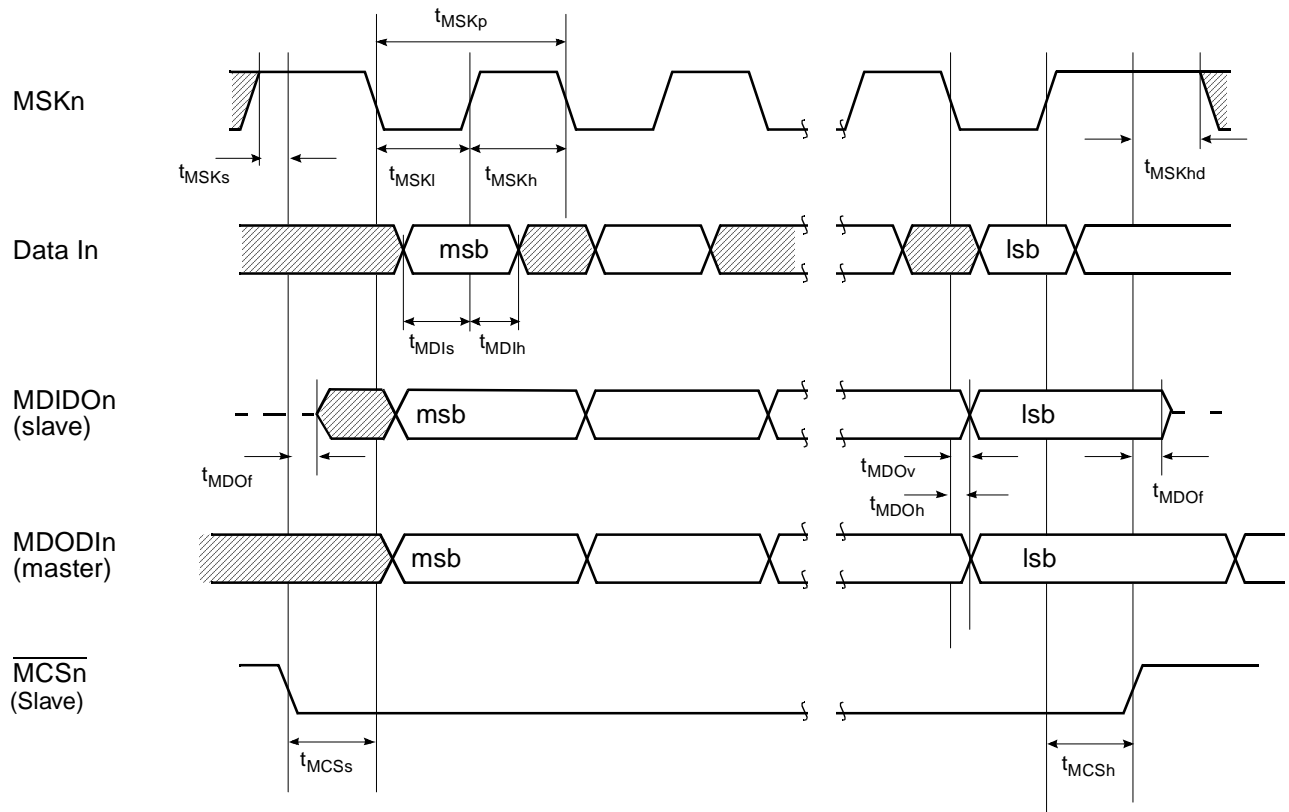 tMSKp
MSKn
tMSKs
tMSKl
tMSKh
tMSKhd
Data In
msb
lsb
tMDIs
tMDIh
MDIDOn
(slave)
msb
lsb
tMDOf
tMDOv
tMDOh
tMDOf
MDODIn
(master)
msb
lsb
MCSn
(Slave)
tMCSs
tMCSh